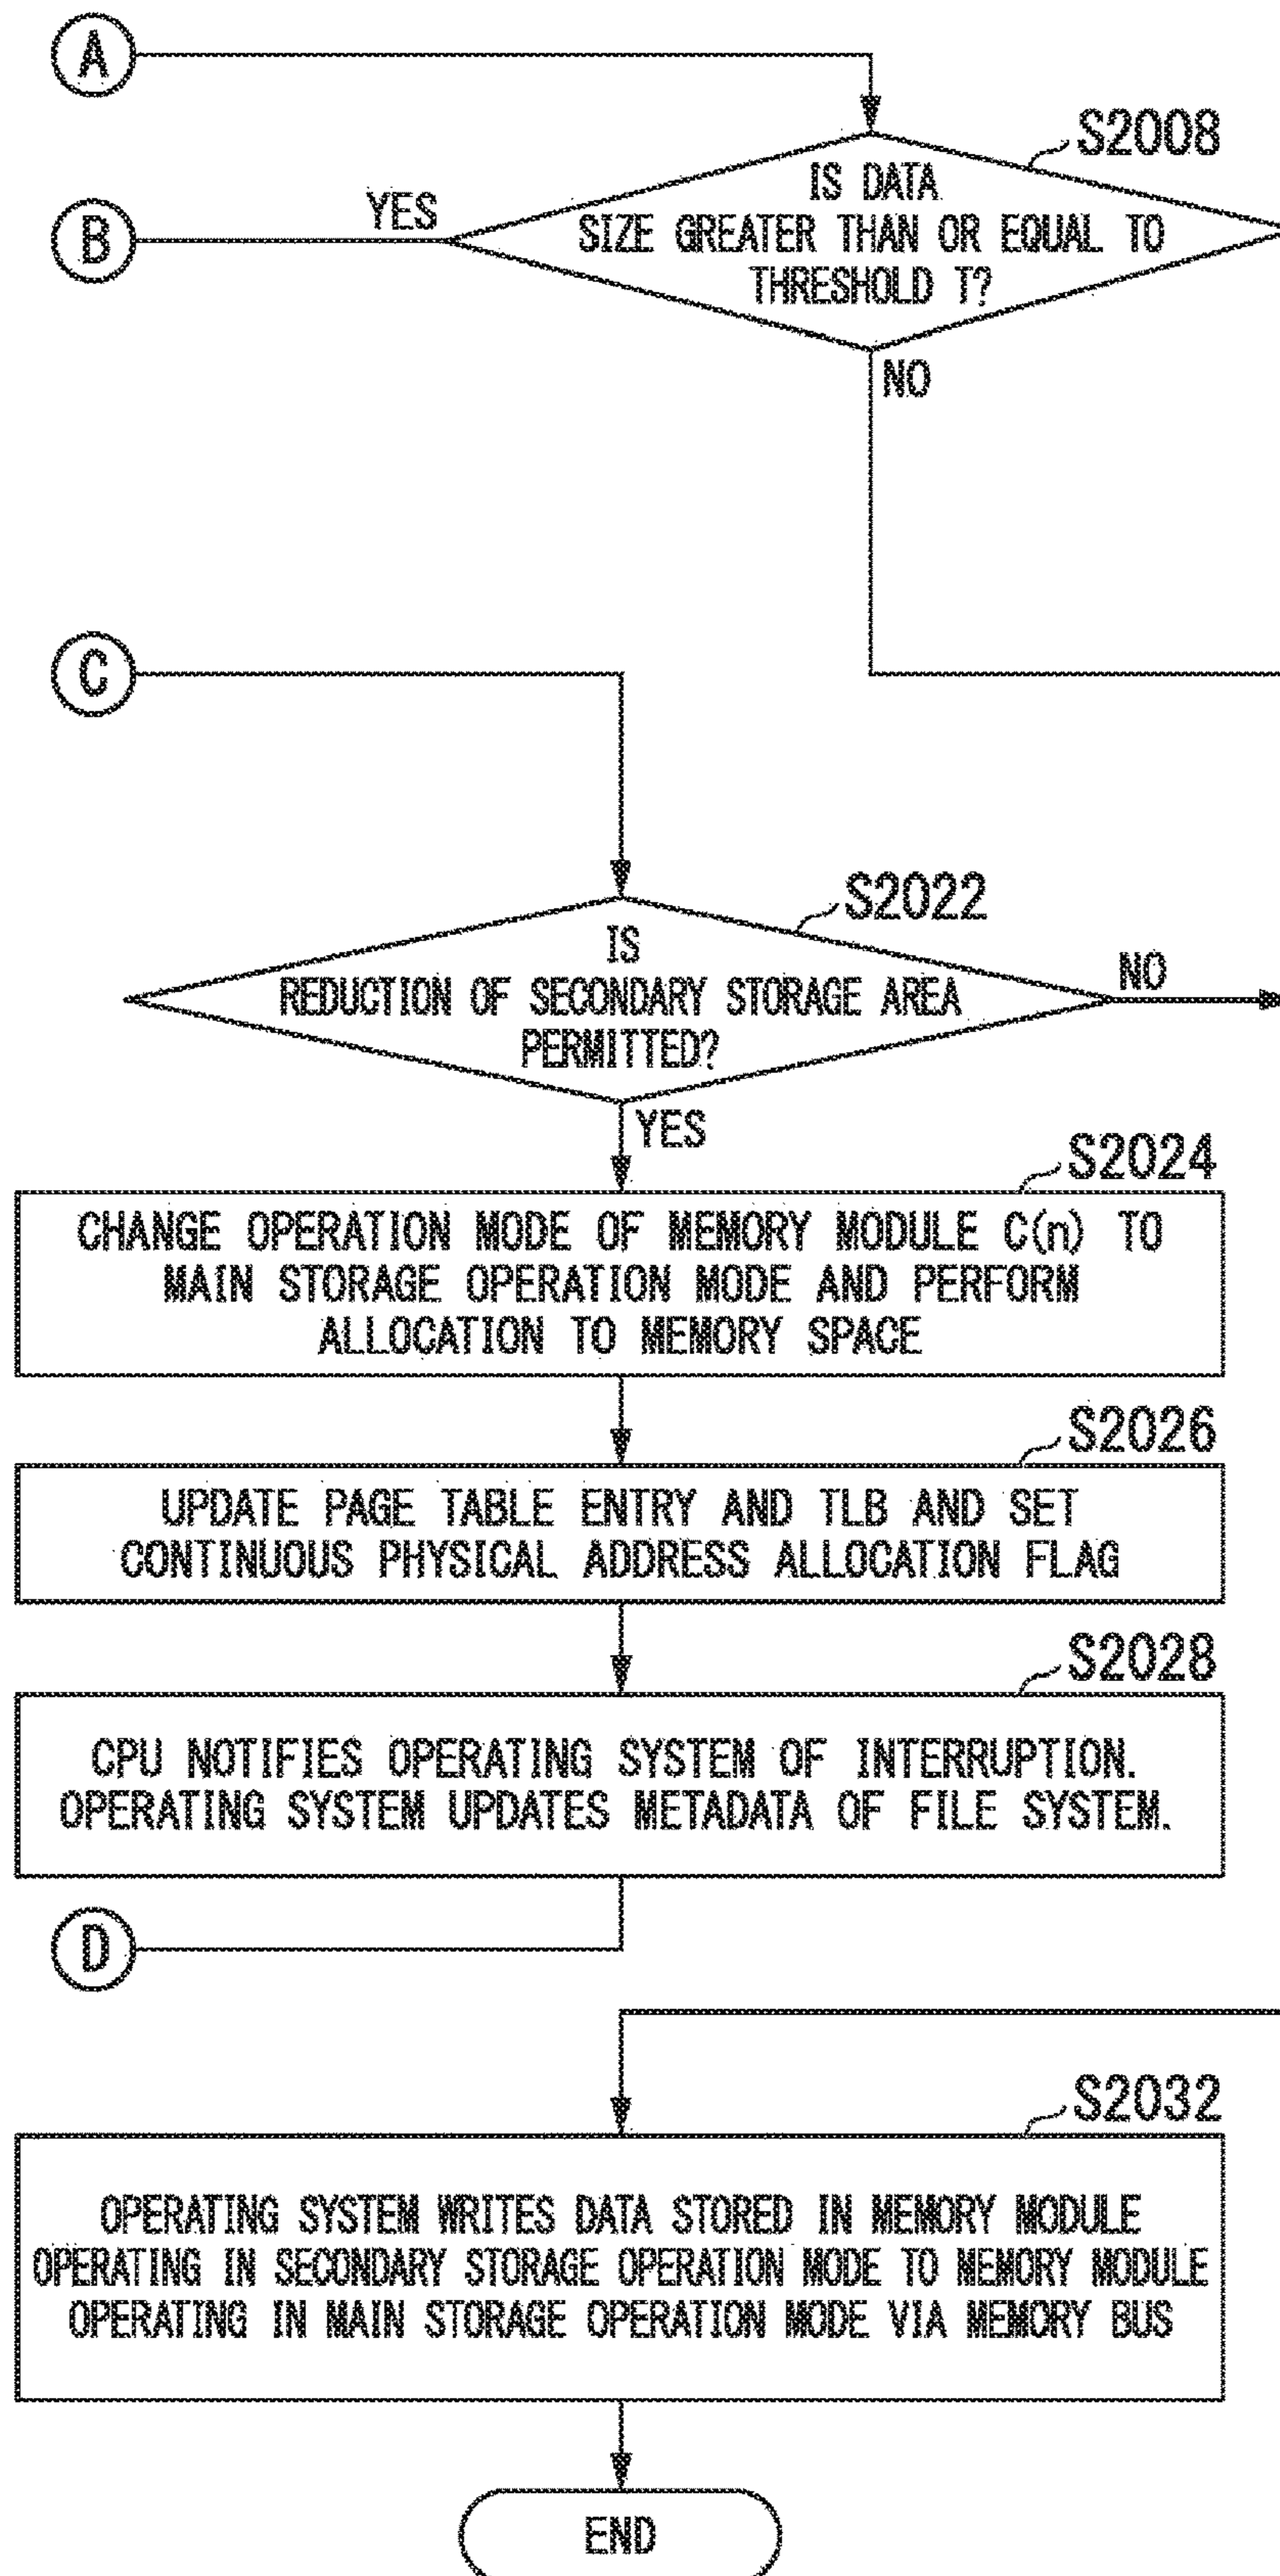 A
S2008
IS DATA
SIZE GREATER THAN OR EQUAL TO
THRESHOLD T?
YES
B
NO
C
S2022
IS
REDUCTION OF SECONDARY STORAGE AREA
PERMITTED?
NO
YES
S2024
CHANGE OPERATION MODE OF MEMORY MODULE C(n) TO
MAIN STORAGE OPERATION MODE AND PERFORM
ALLOCATION TO MEMORY SPACE
S2026
UPDATE PAGE TABLE ENTRY AND TLB AND SET
CONTINUOUS PHYSICAL ADDRESS ALLOCATION FLAG
S2028
CPU NOTIFIES OPERATING SYSTEM OF INTERRUPTION.
OPERATING SYSTEM UPDATES METADATA OF FILE SYSTEM.
D
S2032
OPERATING SYSTEM WRITES DATA STORED IN MEMORY MODULE
OPERATING IN SECONDARY STORAGE OPERATION MODE TO MEMORY MODULE
OPERATING IN MAIN STORAGE OPERATION MODE VIA MEMORY BUS
END